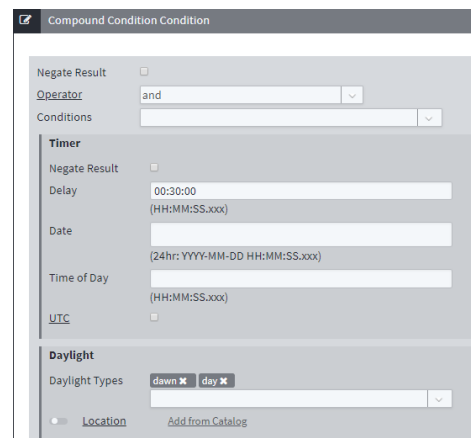 Compound Condition Condition
Negate Result
Operator and
Conditions
Timer
Negate Result
Delay 00:30:00
(HH:MM:SS.xxx)
Date
(24hr: YYYY-MM-DD HH:MM:SS.xxx)
Time of Day
(HH:MM:SS.xxx)
UTC
Daylight
Daylight Types dawn ✖ day ✖
Location Add from Catalog